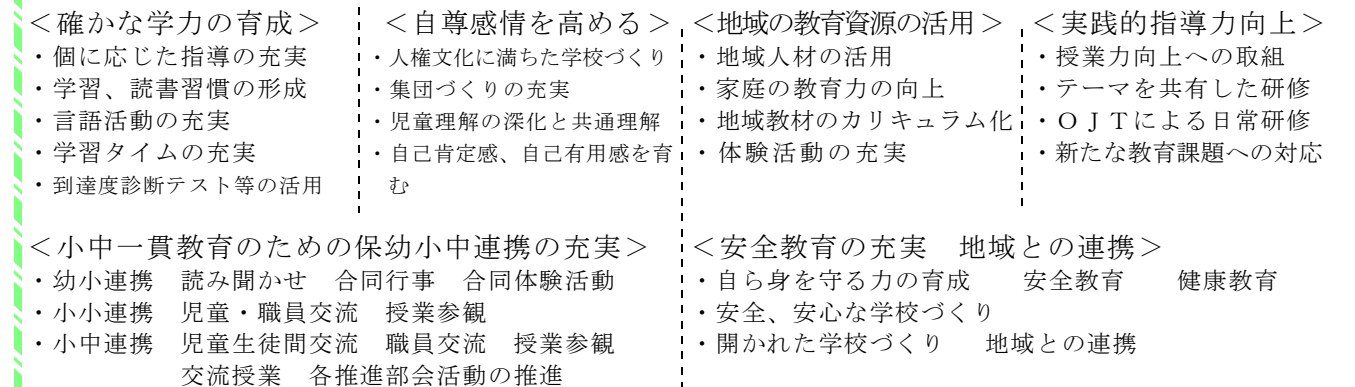 ＜確かな学力の育成＞
・個に応じた指導の充実
・学習、読書習慣の形成
・言語活動の充実
・学習タイムの充実
・到達度診断テスト等の活用
＜自尊感情を高める＞
・人権文化に満ちた学校づくり
・集団づくりの充実
・児童理解の深化と共通理解
・自己肯定感、自己有用感を育
む
＜地域の教育資源の活用＞
・地域人材の活用
・家庭の教育力の向上
・地域教材のカリキュラム化
・体験活動の充実
＜実践的指導力向上＞
・授業力向上への取組
・テーマを共有した研修
・ＯＪＴによる日常研修
・新たな教育課題への対応
＜小中一貫教育のための保幼小中連携の充実＞
・幼小連携　読み聞かせ　合同行事　合同体験活動
・小小連携　児童・職員交流　授業参観
・小中連携　児童生徒間交流　職員交流　授業参観
交流授業　各推進部会活動の推進
＜安全教育の充実　地域との連携＞
・自ら身を守る力の育成　　安全教育　　健康教育
・安全、安心な学校づくり
・開かれた学校づくり　　地域との連携